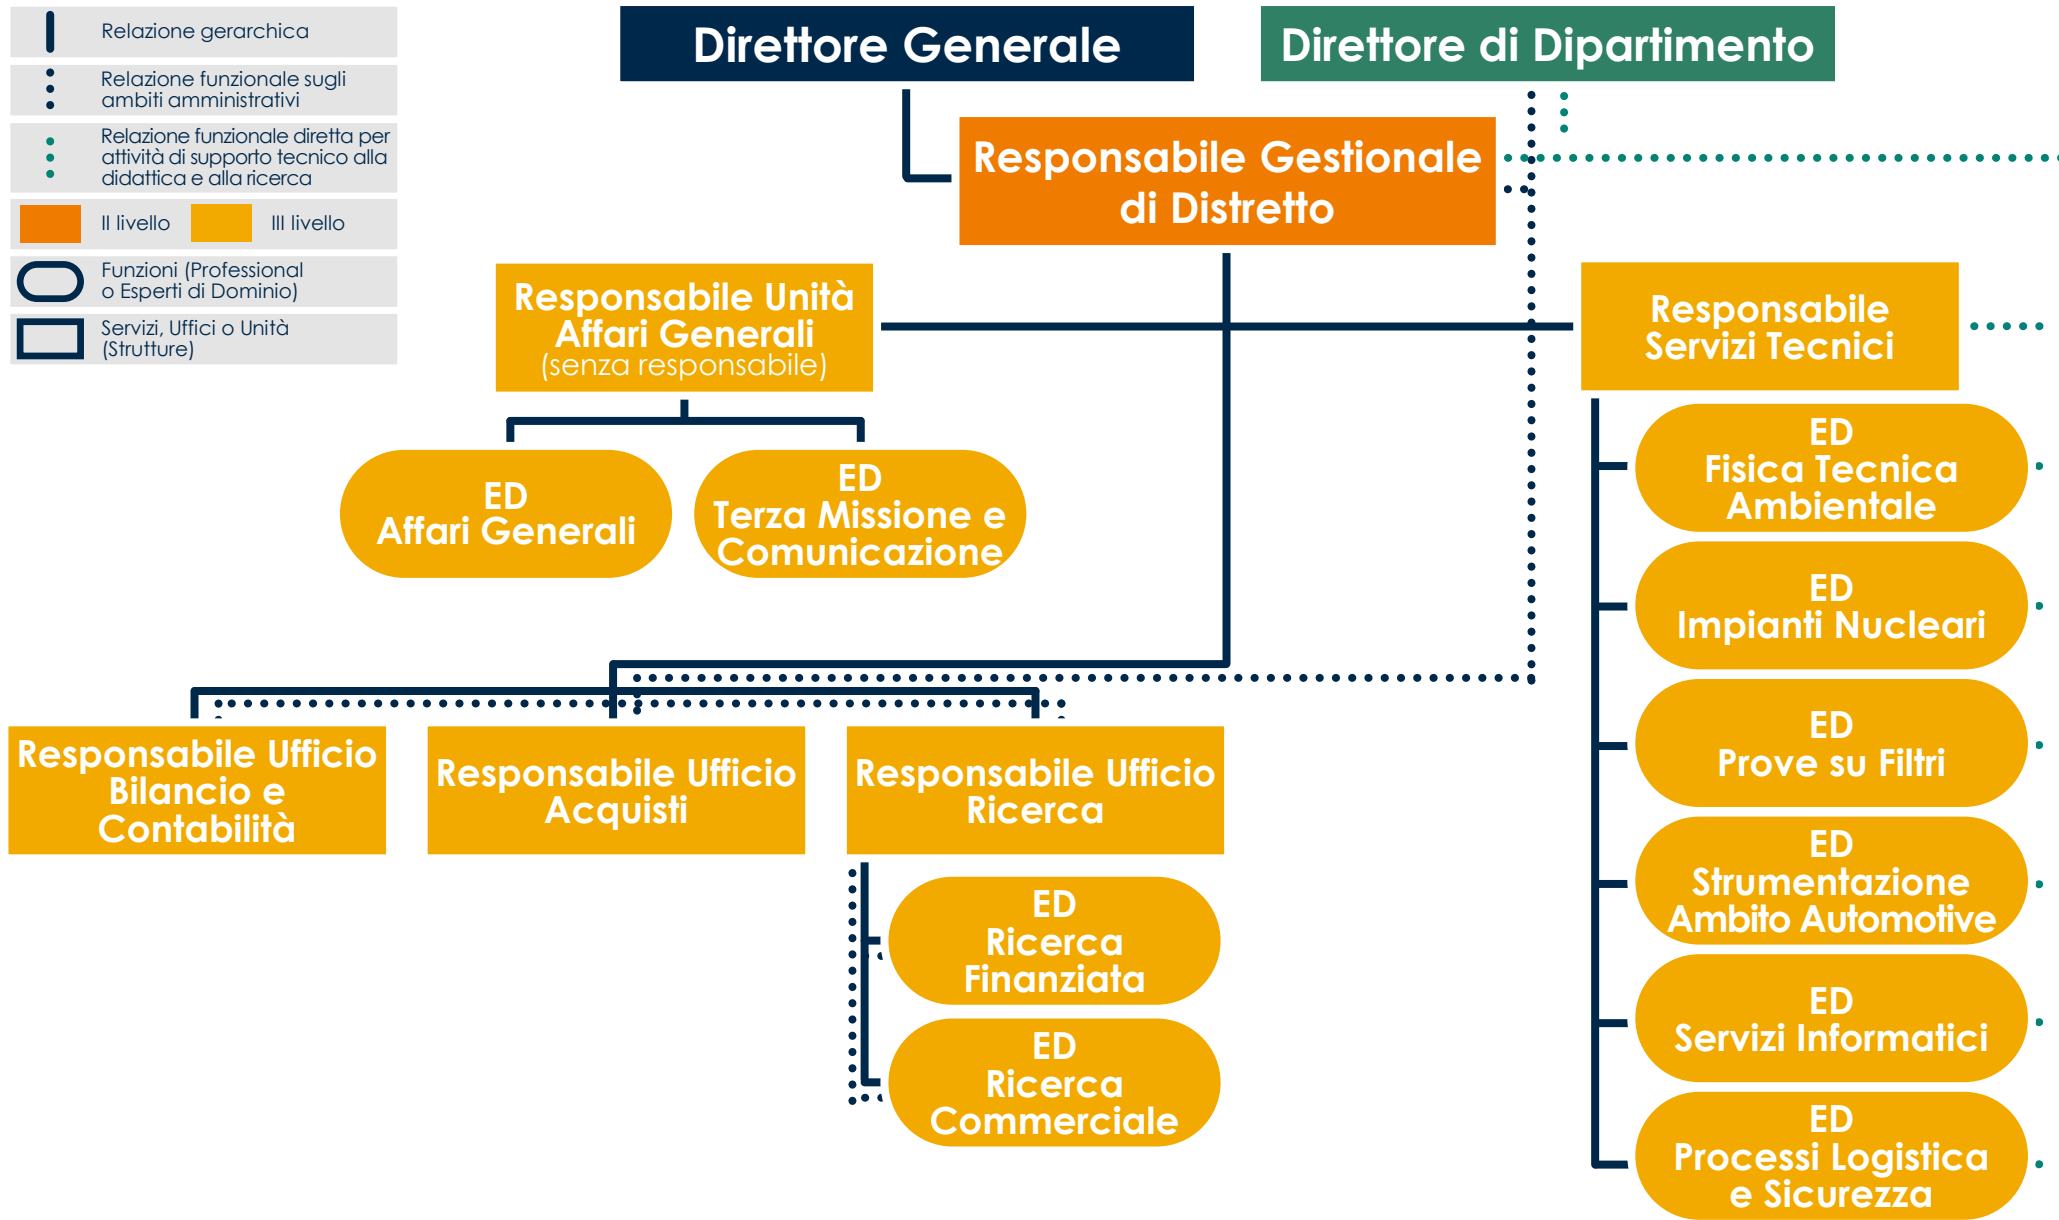 Relazione gerarchica
Relazione funzionale sugli
ambiti amministrativi
Relazione funzionale diretta per
attività di supporto tecnico alla
didattica e alla ricerca
II livello
III livello
Funzioni (Professional
o Esperti di Dominio)
Servizi, Uffici o Unità
(Strutture)
Direttore Generale
Direttore di Dipartimento
Responsabile Gestionale
di Distretto
Responsabile Unità
Affari Generali
(senza responsabile)
Responsabile
Servizi Tecnici
ED
Affari Generali
ED
Terza Missione e
Comunicazione
ED
Fisica Tecnica
Ambientale
ED
Impianti Nucleari
ED
Prove su Filtri
ED
Strumentazione
Ambito Automotive
ED
Servizi Informatici
ED
Processi Logistica
e Sicurezza
Responsabile Ufficio
Bilancio e
Contabilità
Responsabile Ufficio
Acquisti
Responsabile Ufficio
Ricerca
ED
Ricerca
Finanziata
ED
Ricerca
Commerciale